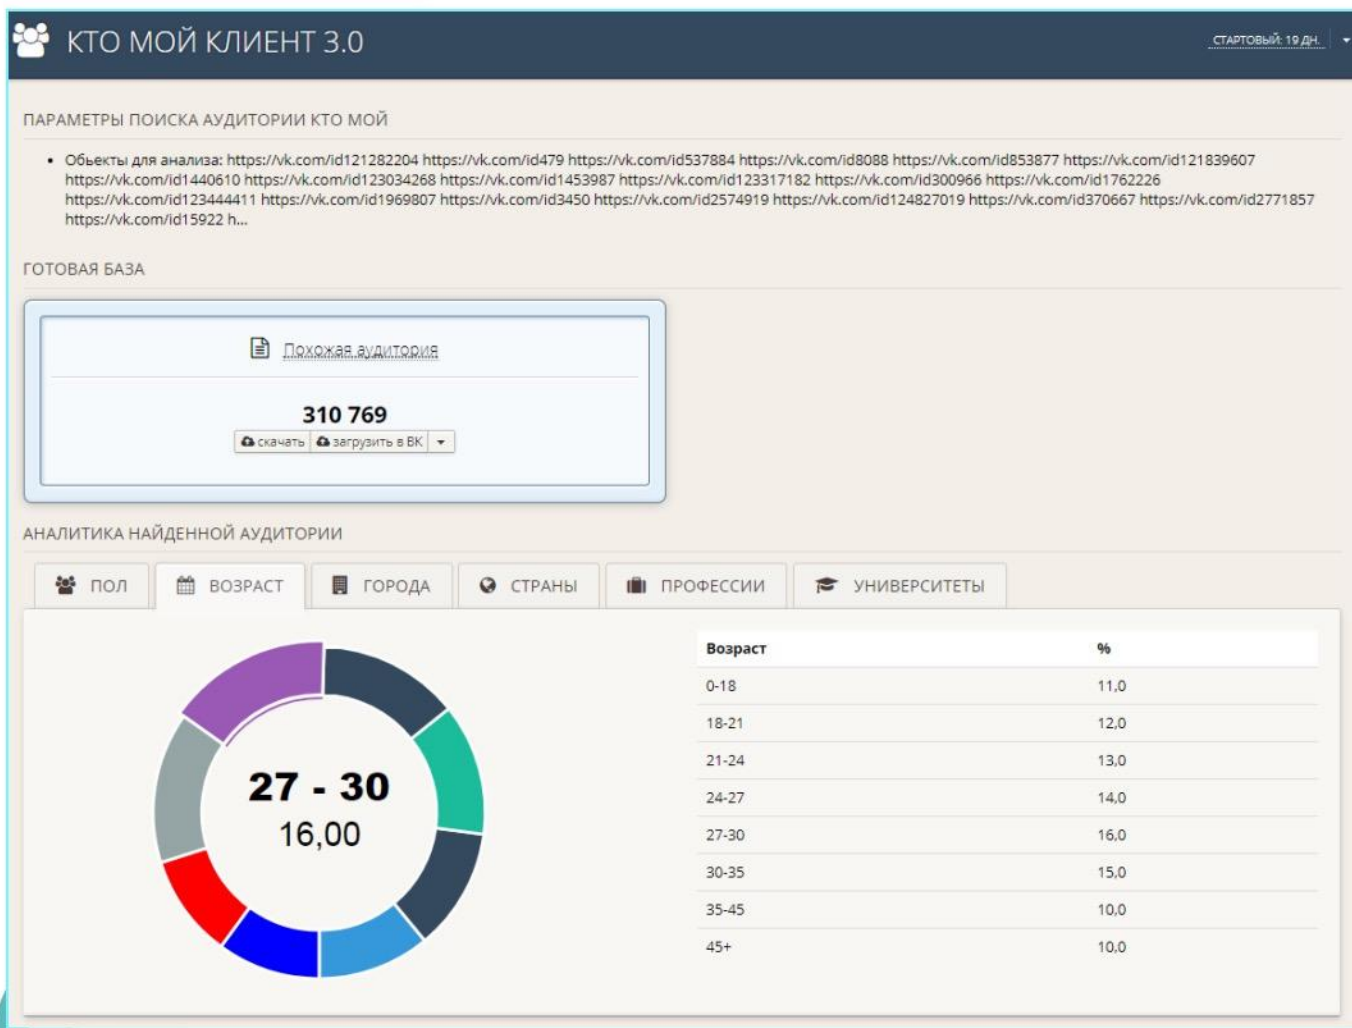 КТО МОЙ КЛИЕНТ 3.0
СТАРТОВЫЙ: 19 ДН.
ПАРАМЕТРЫ ПОИСКА АУДИТОРИИ КТО МОЙ
• Обьекты для анализа: https://vk.com/id121282204 https://vk.com/id479 https://vk.com/id537884 https://vk.com/id8088 https://vk.com/id853877 https://vk.com/id121839607
https://vk.com/id1440610 https://vk.com/id123034268 https://vk.com/id1453987 https://vk.com/id123317182 https://vk.com/id300966 https://vk.com/id1762226
https://vk.com/id123444411 https://vk.com/id1969807 https://vk.com/id3450 https://vk.com/id2574919 https://vk.com/id124827019 https://vk.com/id370667 https://vk.com/id2771857
https://vk.com/id15922 h...
ГОТОВАЯ БАЗА
Похожая аудитория
310 769
скачать загрузить в ВК
АНАЛИТИКА НАЙДЕННОЙ АУДИТОРИИ
ПОЛ ВОЗРАСТ ГОРОДА СТРАНЫ ПРОФЕССИИ УНИВЕРСИТЕТЫ
27 - 30
16,00
Возраст %
0-18 11,0
18-21 12,0
21-24 13,0
24-27 14,0
27-30 16,0
30-35 15,0
35-45 10,0
45+ 10,0